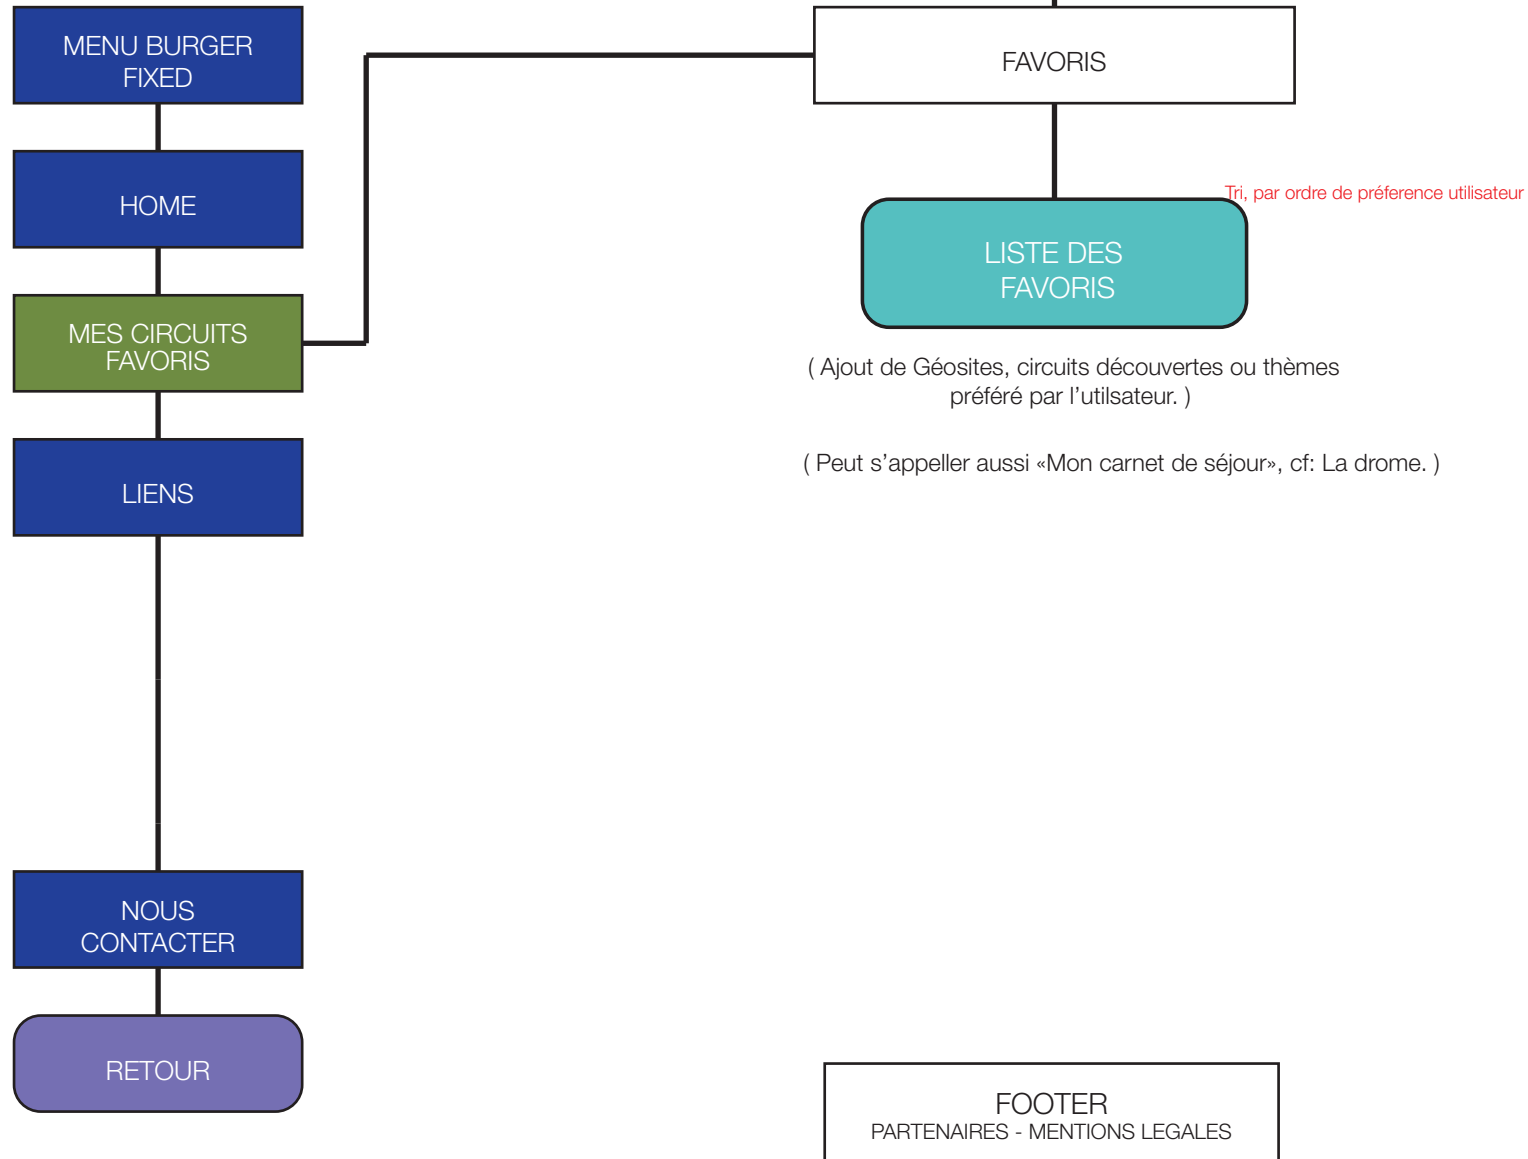 MENU BURGER
FIXED
HOME
MES CIRCUITS
FAVORIS
LIENS
NOUS
CONTACTER
RETOUR
FAVORIS
Tri, par ordre de préference utilisateur
LISTE DES
FAVORIS
( Ajout de Géosites, circuits découvertes ou thèmes
préféré par l’utilsateur. )
( Peut s’appeller aussi «Mon carnet de séjour», cf: La drome. )
FOOTER
PARTENAIRES - MENTIONS LEGALES